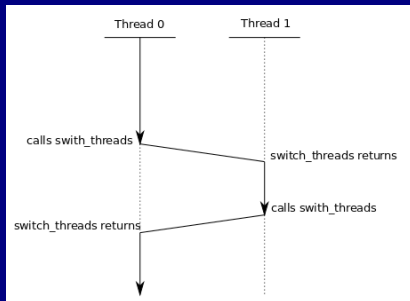 Thread 0
Thread 1
calls swith_threads
switch_threads returns
calls swith_threads
switch_threads returns